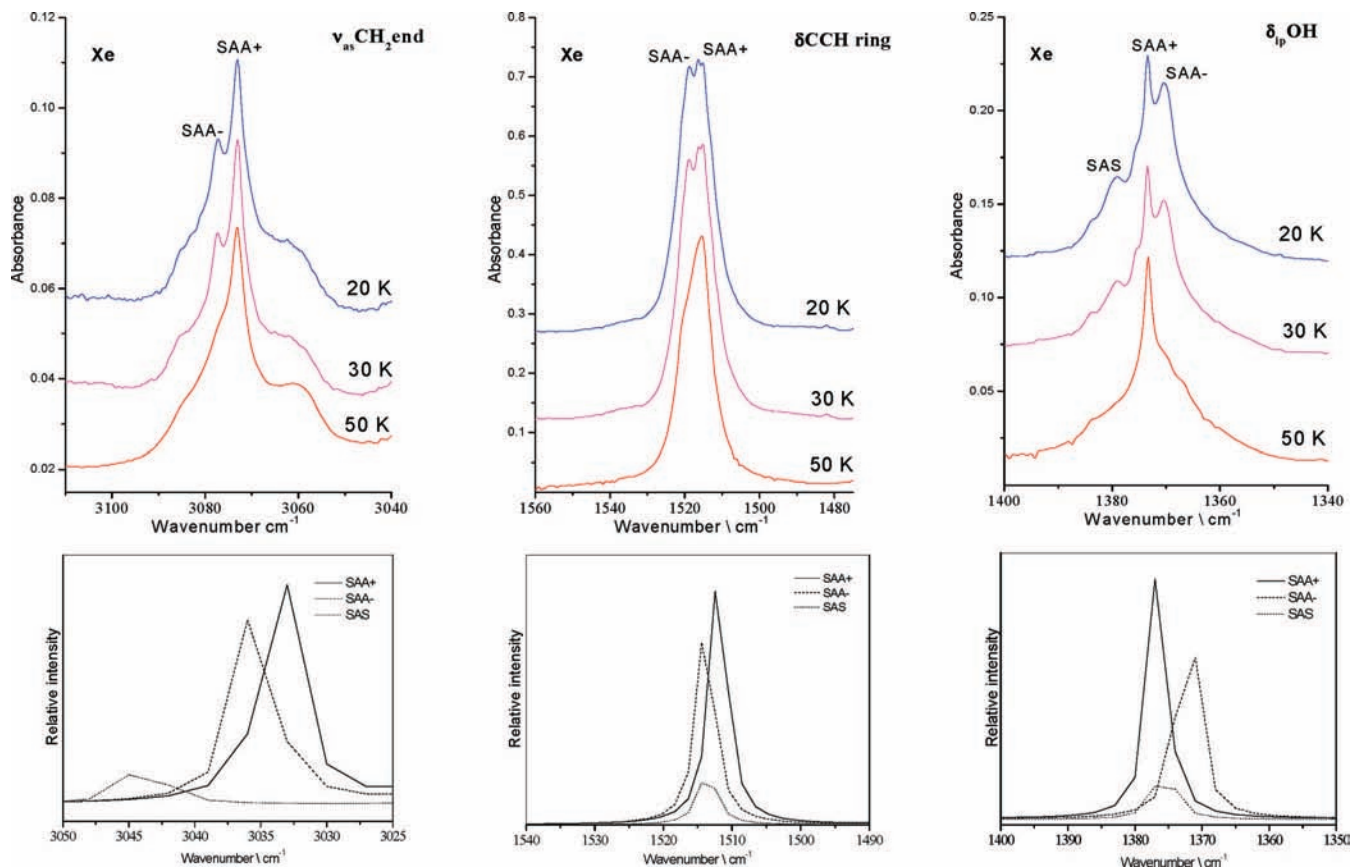 0.12
0.10
0.08
0.06
0.04
0.02
Absorbance
Xe
νasCH2end
SAA+
SAA-
20 K
30 K
50 K
3100
3080
3060
3040
Wavenumber cm-1
0.8
0.7
0.6
0.5
0.4
0.3
0.2
0.1
0.0
Absorbance
Xe
δCCH ring
SAA-
SAA+
20 K
30 K
50 K
1560
1540
1520
1500
1480
Wavenumber \ cm-1
0.25
0.20
0.15
0.10
0.05
Absorbance
Xe
δipOH
SAA+
SAA-
SAS
20 K
30 K
50 K
1400
1380
1360
1340
Wavenumber \ cm-1
Relative intensity
SAA+
SAA-
SAS
3050
3045
3040
3035
3030
3025
Wavenumber \ cm-1
Relative intensity
SAA+
SAA-
SAS
1540
1530
1520
1510
1500
1490
Wavenumber \ cm-1
Relative intensity
SAA+
SAA-
SAS
1400
1390
1380
1370
1360
1350
Wavenumber \ cm-1